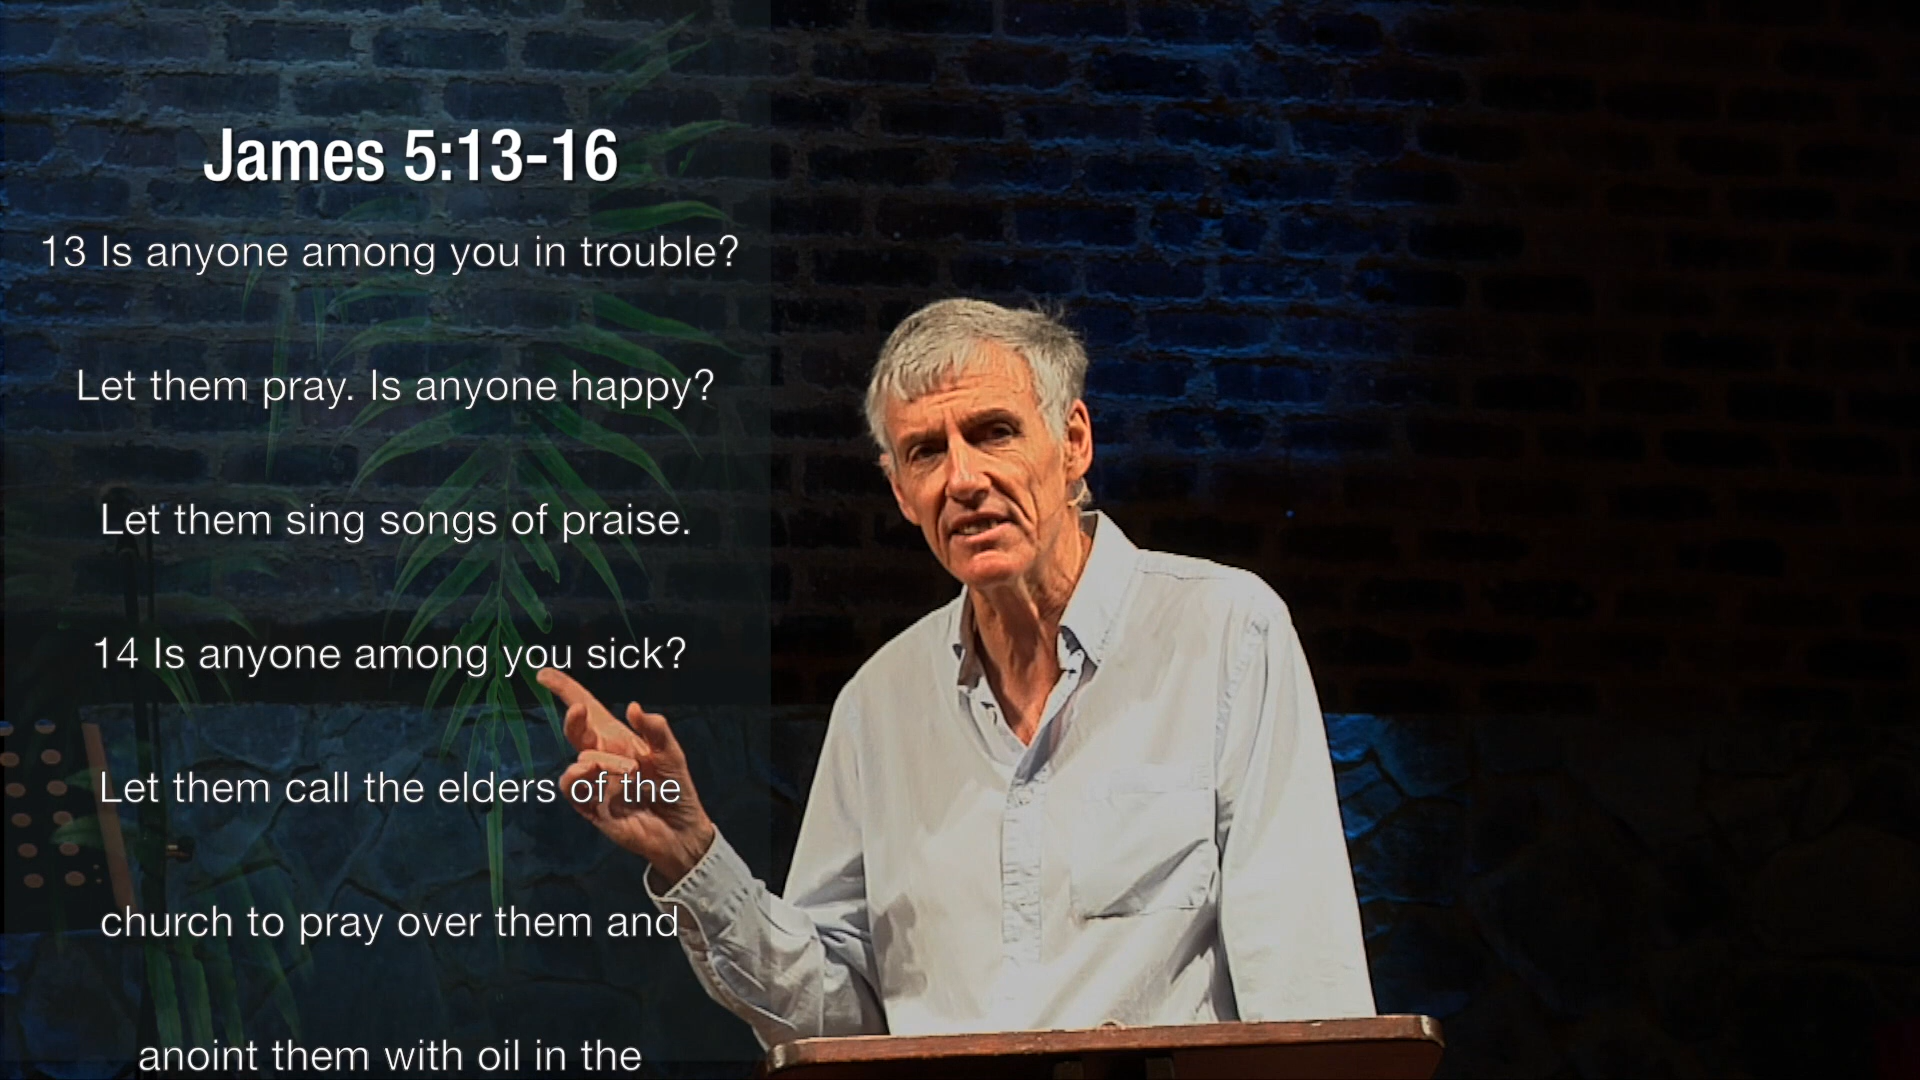 James 5:13-16
13 Is anyone among you in trouble?
Let them pray. Is anyone happy?
Let them sing songs of praise.
14 Is anyone among you sick?
Let them call the elders of the
church to pray over them and
anoint them with oil in the